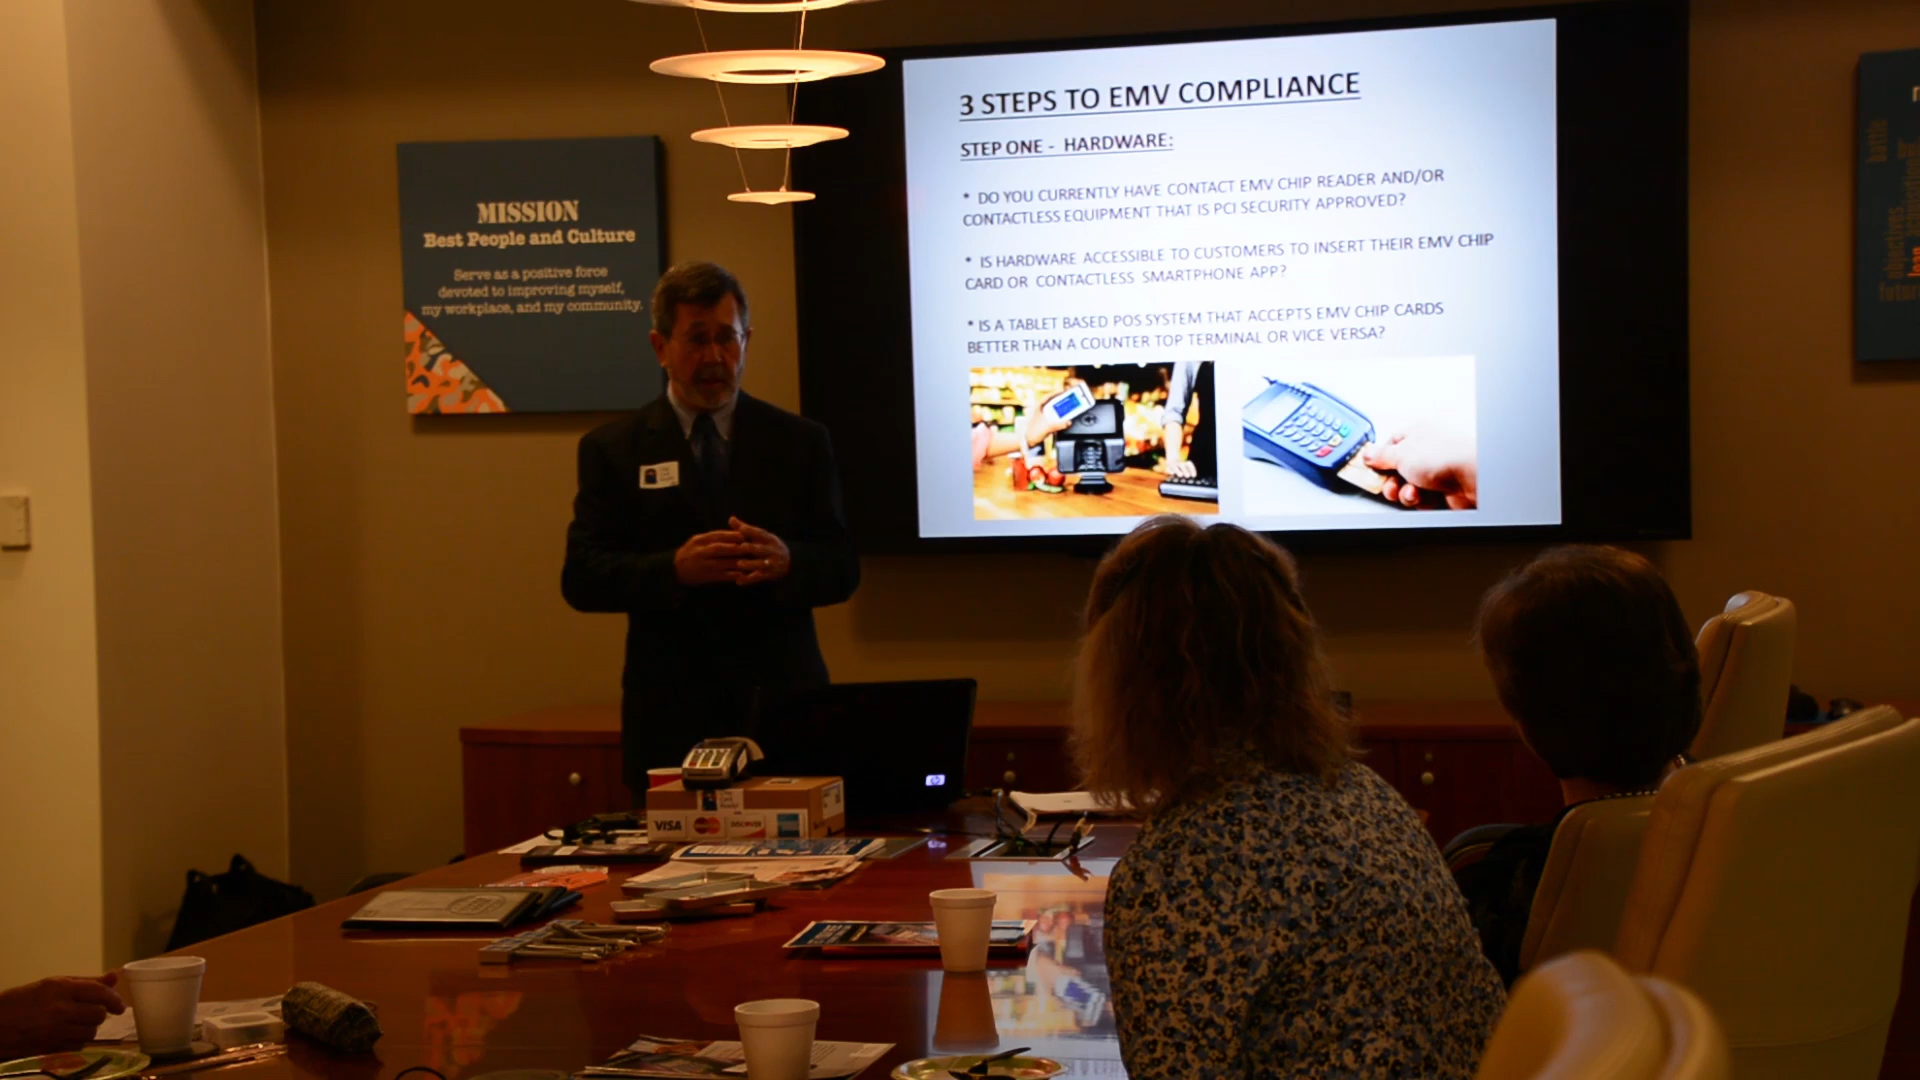 3 STEPS TO EMV COMPLIANCE
STEP ONE - HARDWARE:
* DO YOU CURRENTLY HAVE CONTACT EMV CHIP READER AND/OR
CONTACTLESS EQUIPMENT THAT IS PCI SECURITY APPROVED?
* IS HARDWARE ACCESSIBLE TO CUSTOMERS TO INSERT THEIR EMV CHIP
CARD OR CONTACTLESS SMARTPHONE APP?
* IS A TABLET BASED POS SYSTEM THAT ACCEPTS EMV CHIP CARDS
BETTER THAN A COUNTER TOP TERMINAL OR VICE VERSA?
MISSION
Best People and Culture
Serve as a positive force
devoted to improving myself,
my workplace, and my community.
battle
objectives
hp
VISA
DISCOVER